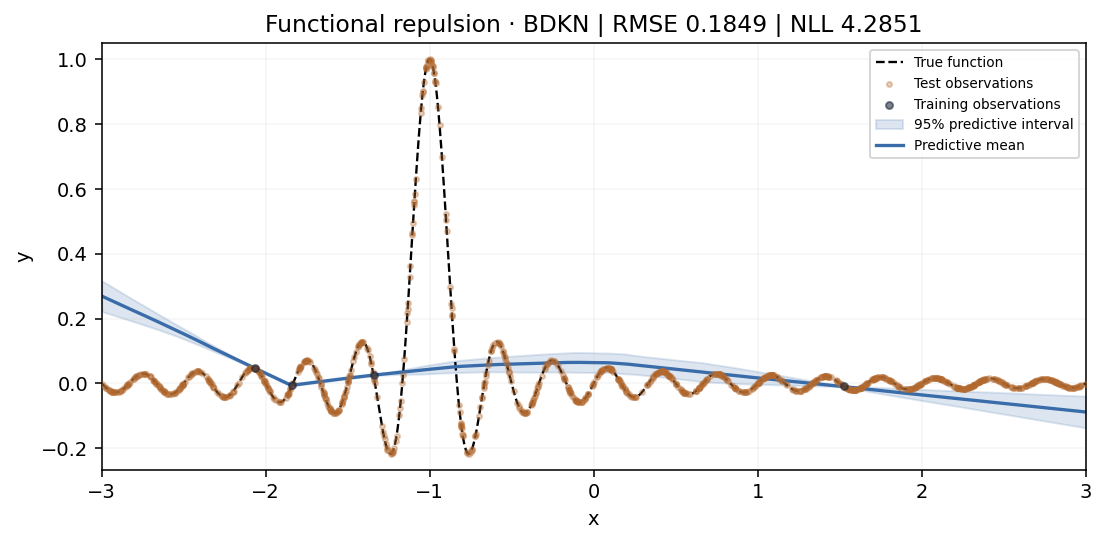 Functional repulsion · BDKN | RMSE 0.1849 | NLL 4.2851
True function
Test observations
Training observations
95% predictive interval
Predictive mean
y
1.0
0.8
0.6
0.4
0.2
0.0
−0.2
−3 −2 −1 0 1 2 3
x